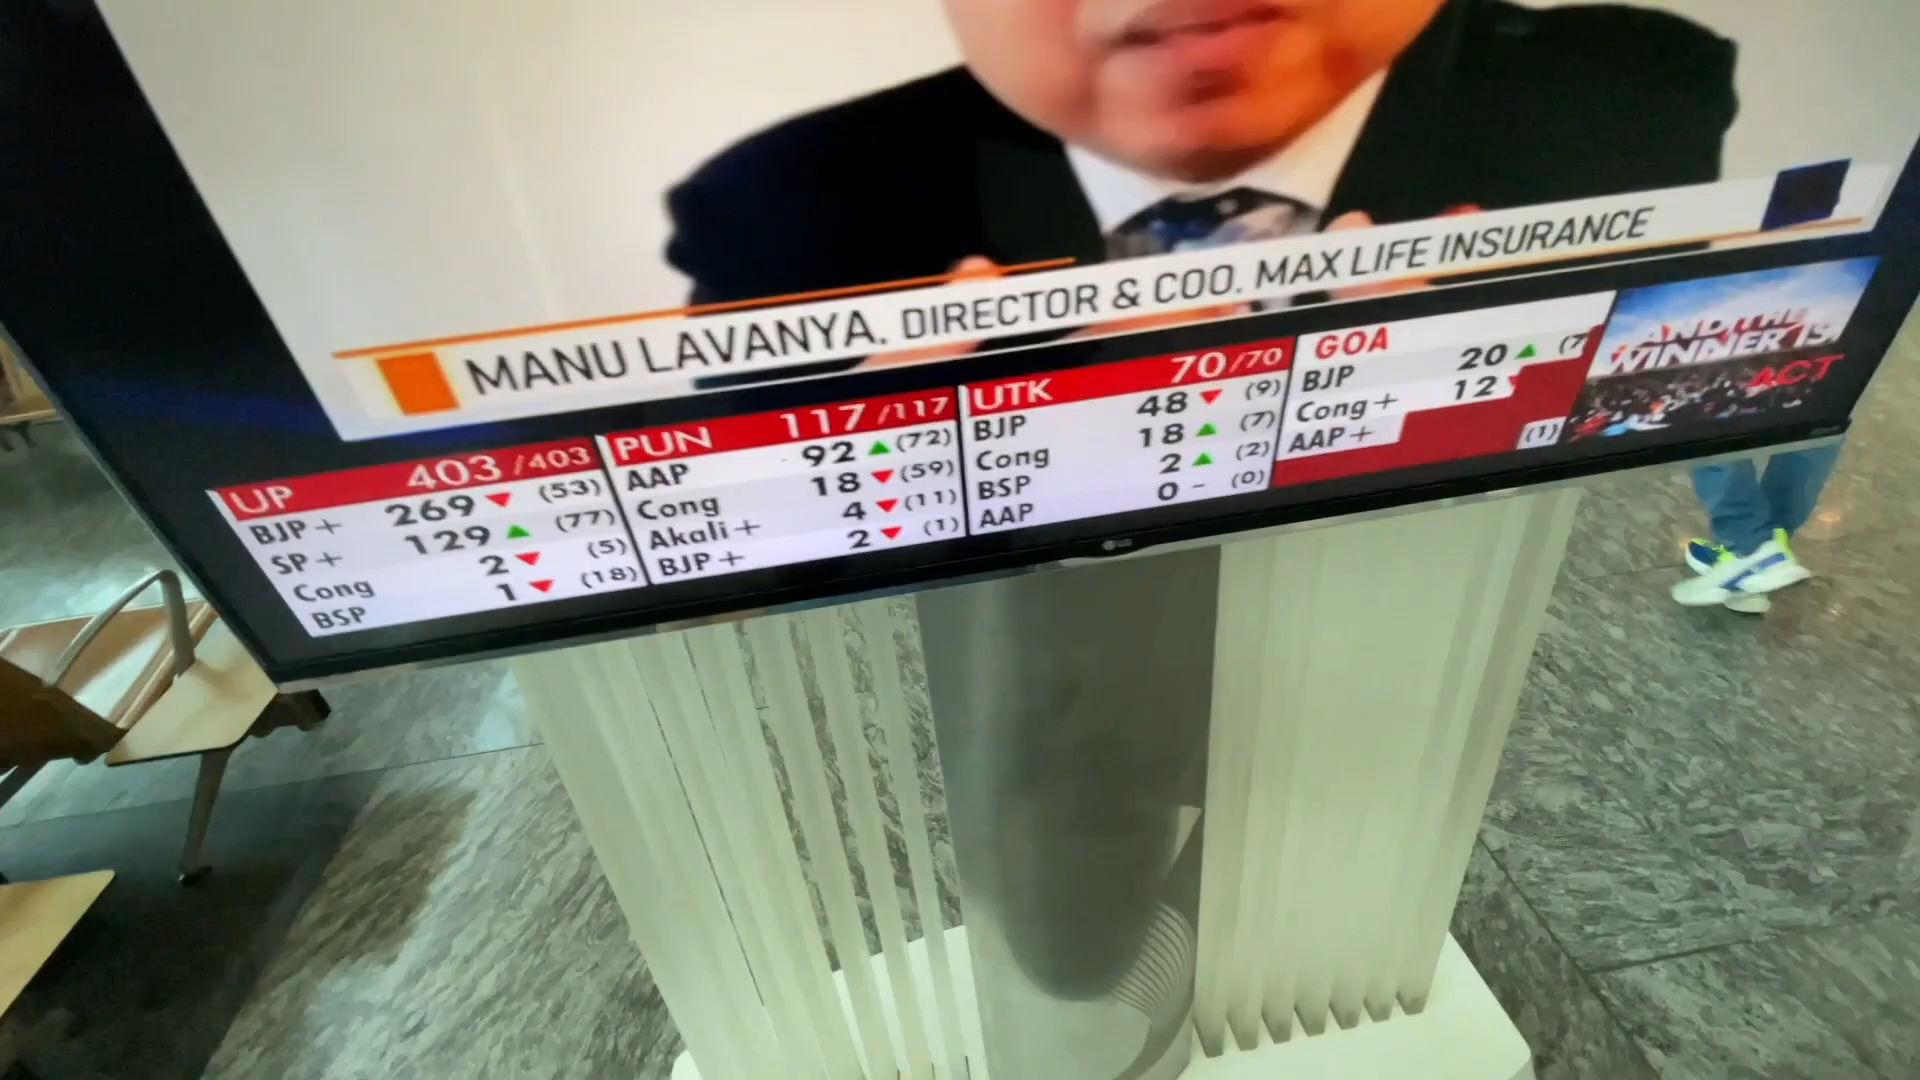 MANU LAVANYA, DIRECTOR & COO, MAX LIFE INSURANCE
UP 403/403
BJP+ 269 (53)
SP+ 129 (77)
Cong 2 (5)
BSP 1 (18)
PUN 117/117
AAP 92 (72)
Cong 18 (59)
Akali+ 4 (11)
BJP+ 2 (1)
UTK 70/70
BJP 48 (9)
Cong 18 (7)
BSP 2 (2)
AAP 0 - (0)
GOA
BJP 20 (7
Cong+ 12
AAP+ (1)
AND THE
WINNER IS
ACT
LG